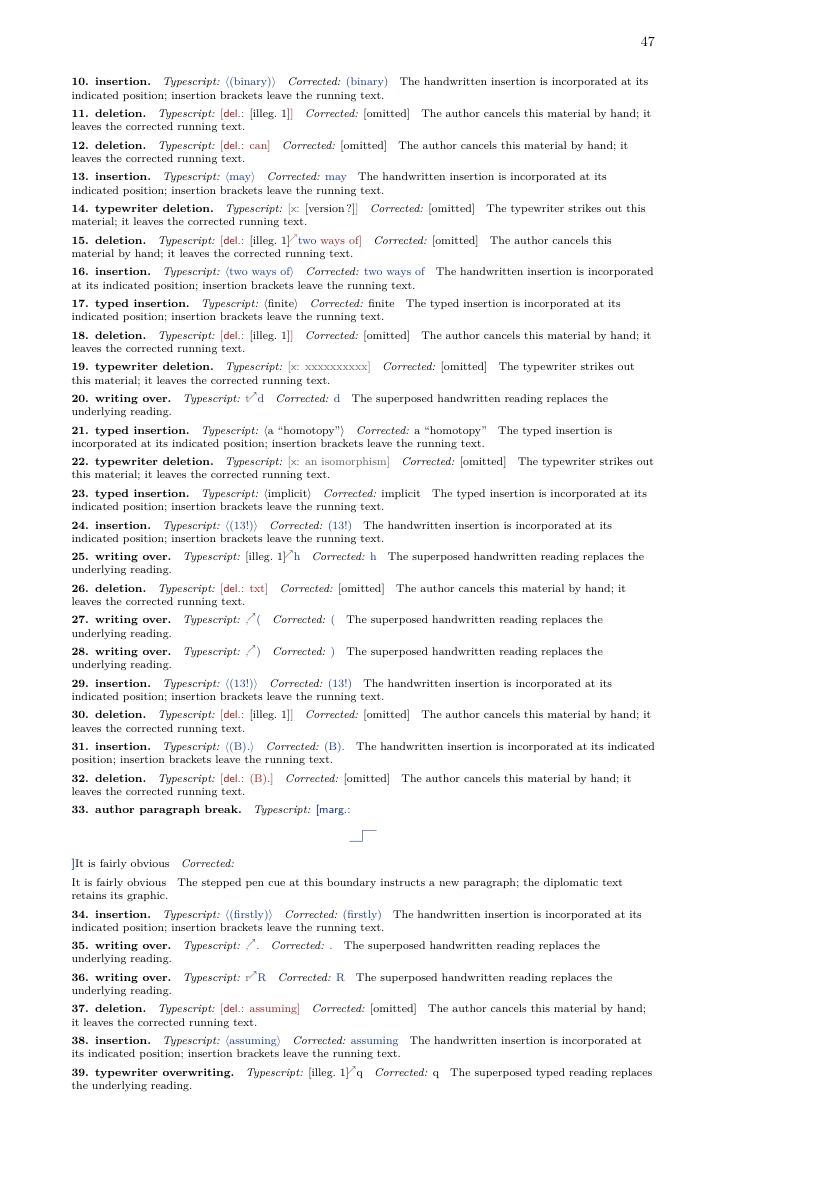 47
10. insertion. Typescript: ⟨(binary)⟩ Corrected: (binary) The handwritten insertion is incorporated at its
indicated position; insertion brackets leave the running text.
11. deletion. Typescript: [del.: [illeg. 1]] Corrected: [omitted] The author cancels this material by hand; it
leaves the corrected running text.
12. deletion. Typescript: [del.: can] Corrected: [omitted] The author cancels this material by hand; it
leaves the corrected running text.
13. insertion. Typescript: ⟨may⟩ Corrected: may The handwritten insertion is incorporated at its
indicated position; insertion brackets leave the running text.
14. typewriter deletion. Typescript: [x: [version?]] Corrected: [omitted] The typewriter strikes out this
material; it leaves the corrected running text.
15. deletion. Typescript: [del.: [illeg. 1]↗two ways of] Corrected: [omitted] The author cancels this
material by hand; it leaves the corrected running text.
16. insertion. Typescript: ⟨two ways of⟩ Corrected: two ways of The handwritten insertion is incorporated
at its indicated position; insertion brackets leave the running text.
17. typed insertion. Typescript: ⟨finite⟩ Corrected: finite The typed insertion is incorporated at its
indicated position; insertion brackets leave the running text.
18. deletion. Typescript: [del.: [illeg. 1]] Corrected: [omitted] The author cancels this material by hand; it
leaves the corrected running text.
19. typewriter deletion. Typescript: [x: xxxxxxxxxx] Corrected: [omitted] The typewriter strikes out
this material; it leaves the corrected running text.
20. writing over. Typescript: t↗d Corrected: d The superposed handwritten reading replaces the
underlying reading.
21. typed insertion. Typescript: ⟨a “homotopy”⟩ Corrected: a “homotopy” The typed insertion is
incorporated at its indicated position; insertion brackets leave the running text.
22. typewriter deletion. Typescript: [x: an isomorphism] Corrected: [omitted] The typewriter strikes out
this material; it leaves the corrected running text.
23. typed insertion. Typescript: ⟨implicit⟩ Corrected: implicit The typed insertion is incorporated at its
indicated position; insertion brackets leave the running text.
24. insertion. Typescript: ⟨(13!)⟩ Corrected: (13!) The handwritten insertion is incorporated at its
indicated position; insertion brackets leave the running text.
25. writing over. Typescript: [illeg. 1]↗h Corrected: h The superposed handwritten reading replaces the
underlying reading.
26. deletion. Typescript: [del.: txt] Corrected: [omitted] The author cancels this material by hand; it
leaves the corrected running text.
27. writing over. Typescript: ,↗( Corrected: ( The superposed handwritten reading replaces the
underlying reading.
28. writing over. Typescript: ,↗) Corrected: ) The superposed handwritten reading replaces the
underlying reading.
29. insertion. Typescript: ⟨(13!)⟩ Corrected: (13!) The handwritten insertion is incorporated at its
indicated position; insertion brackets leave the running text.
30. deletion. Typescript: [del.: [illeg. 1]] Corrected: [omitted] The author cancels this material by hand; it
leaves the corrected running text.
31. insertion. Typescript: ⟨(B).⟩ Corrected: (B). The handwritten insertion is incorporated at its indicated
position; insertion brackets leave the running text.
32. deletion. Typescript: [del.: (B).] Corrected: [omitted] The author cancels this material by hand; it
leaves the corrected running text.
33. author paragraph break. Typescript: [marg.:
]It is fairly obvious Corrected:
It is fairly obvious The stepped pen cue at this boundary instructs a new paragraph; the diplomatic text
retains its graphic.
34. insertion. Typescript: ⟨(firstly)⟩ Corrected: (firstly) The handwritten insertion is incorporated at its
indicated position; insertion brackets leave the running text.
35. writing over. Typescript: ,↗. Corrected: . The superposed handwritten reading replaces the
underlying reading.
36. writing over. Typescript: r↗R Corrected: R The superposed handwritten reading replaces the
underlying reading.
37. deletion. Typescript: [del.: assuming] Corrected: [omitted] The author cancels this material by hand;
it leaves the corrected running text.
38. insertion. Typescript: ⟨assuming⟩ Corrected: assuming The handwritten insertion is incorporated at
its indicated position; insertion brackets leave the running text.
39. typewriter overwriting. Typescript: [illeg. 1]↗q Corrected: q The superposed typed reading replaces
the underlying reading.